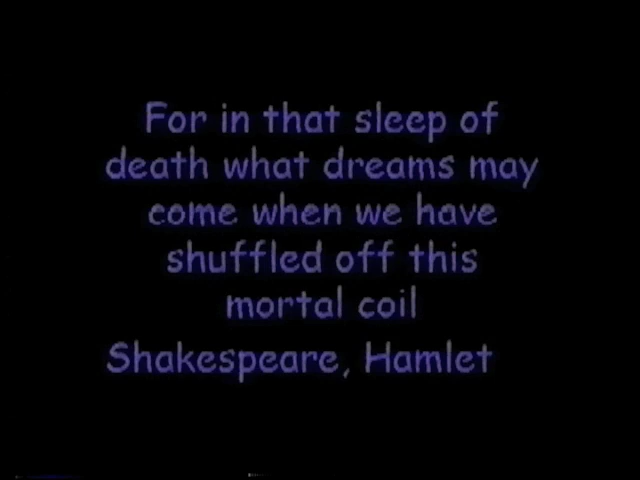 For in that sleep of
death what dreams may
come when we have
shuffled off this
mortal coil
Shakespeare, Hamlet